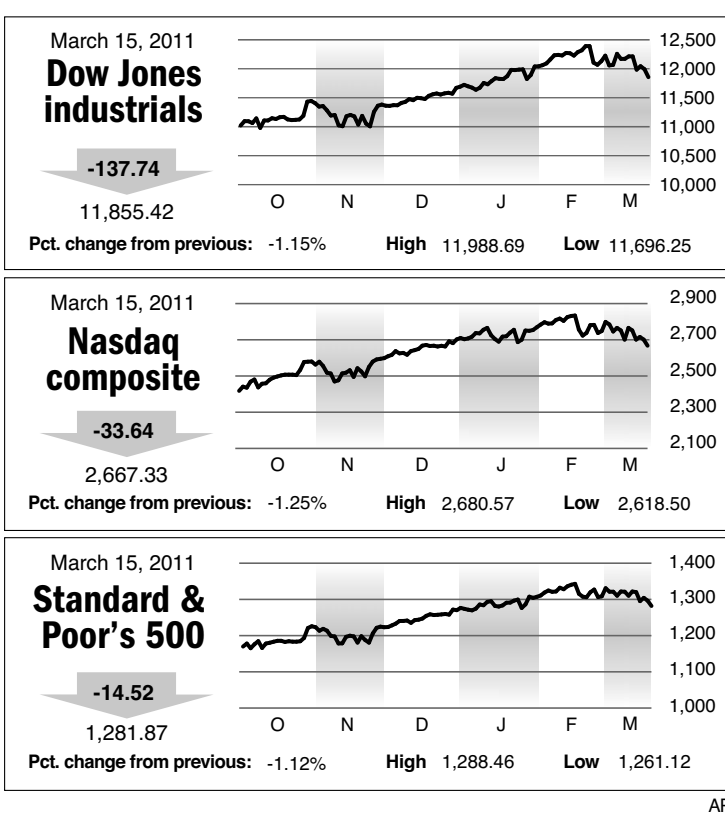 March 15, 2011
Dow Jones
industrials
-137.74
11,855.42
12,500
12,000
11,500
11,000
10,500
10,000
O N D J F M
Pct. change from previous: -1.15% High 11,988.69 Low 11,696.25
March 15, 2011
Nasdaq
composite
-33.64
2,667.33
2,900
2,700
2,500
2,300
2,100
O N D J F M
Pct. change from previous: -1.25% High 2,680.57 Low 2,618.50
March 15, 2011
Standard &
Poor's 500
-14.52
1,281.87
1,400
1,300
1,200
1,100
1,000
O N D J F M
Pct. change from previous: -1.12% High 1,288.46 Low 1,261.12